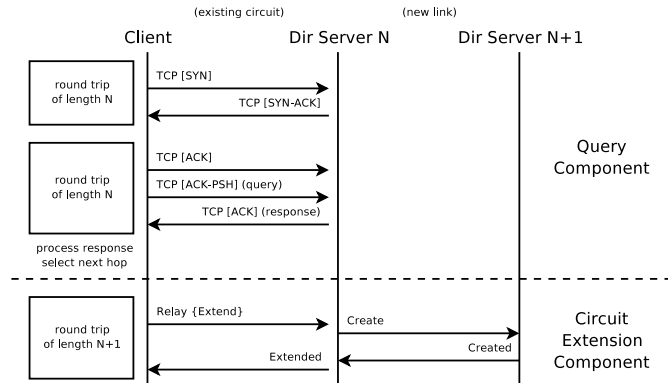 (existing circuit) (new link)
Client Dir Server N Dir Server N+1
round trip
of length N
TCP [SYN]
TCP [SYN-ACK]
round trip
of length N
TCP [ACK]
TCP [ACK-PSH] (query)
TCP [ACK] (response)
Query
Component
process response
select next hop
round trip
of length N+1
Relay {Extend}
Create
Created
Extended
Circuit
Extension
Component